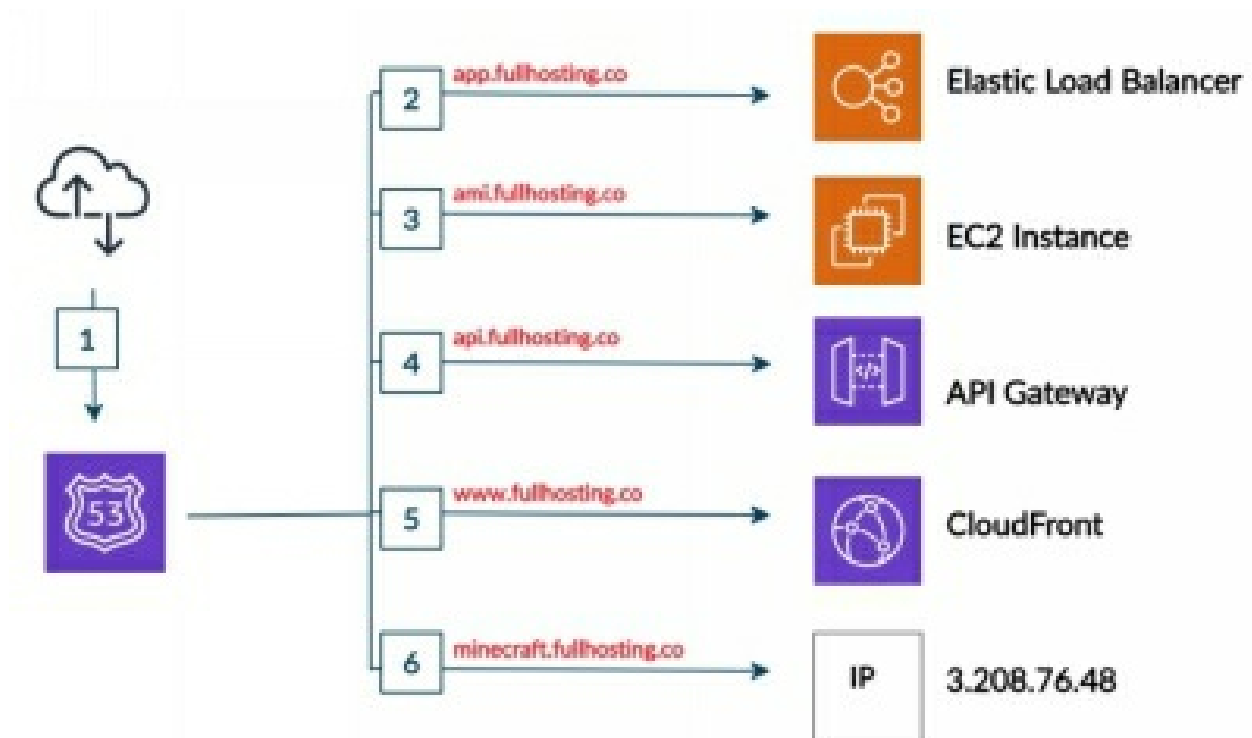 2
app.fullhosting.co
Elastic Load Balancer
3
ami.fullhosting.co
EC2 Instance
1
4
api.fullhosting.co
API Gateway
53
5
www.fullhosting.co
CloudFront
6
minecraft.fullhosting.co
IP
3.208.76.48